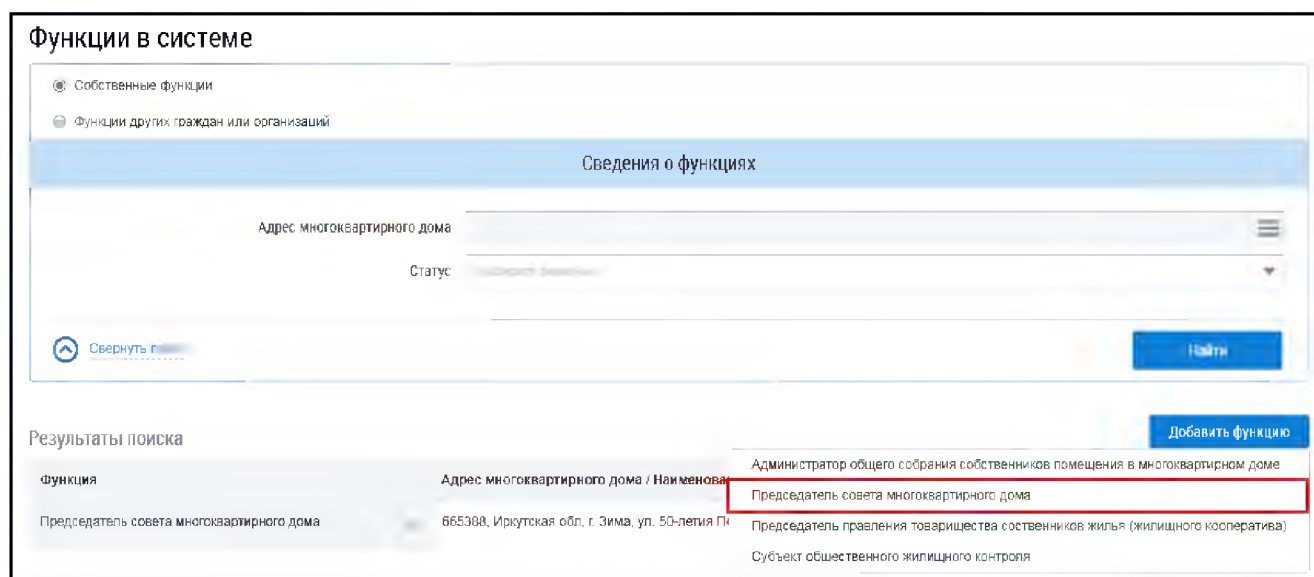 Функции в системе
Собственные функции
Функции других граждан или организаций
Сведения о функциях
Адрес многоквартирного дома
Статус
Свернуть
Найти
Результаты поиска
Добавить функцию
Администратор общего собрания собственников помещения в многоквартирном доме
Функция Адрес многоквартирного дома / Наименова
Председатель совета многоквартирного дома
Председатель совета многоквартирного дома 665388, Иркутская обл, г. Зима, ул. 50-летия
Председатель правления товарищества соственников жилья (жилищного кооператива)
Субъект общественного жилищного контроля